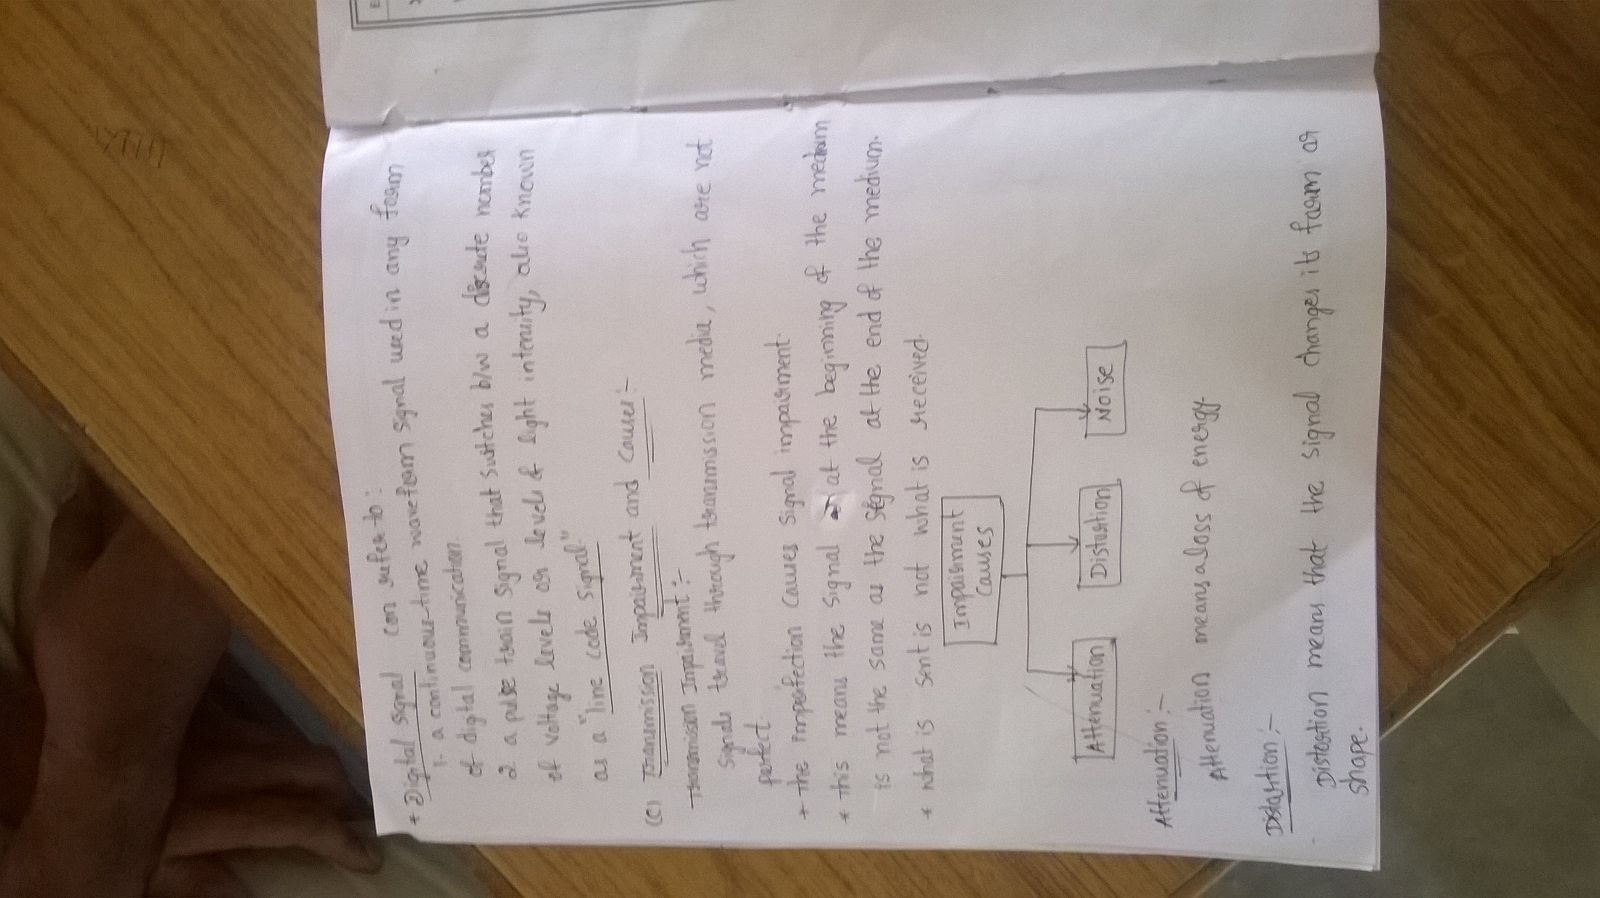 * Digital signal can refer to :
1. a continuous-time waveform signal used in any form
of digital communication.
2. a pulse train signal that switches b/w a discrete number
of voltage levels or levels of light intensity, also known
as a "line code signal."
(C) Transmission Impairment and Causes :-
Transmission Impairment :-
Signals travel through transmission media, which are not
perfect.
* the imperfection causes signal impairment.
* this means the signal at the beginning of the medium
is not the same as the signal at the end of the medium.
* what is sent is not what is received.
Impairment
Causes
Attenuation Distortion Noise
Attenuation :-
Attenuation means a loss of energy.
Distortion :-
Distortion means that the signal changes its form or
shape.
E